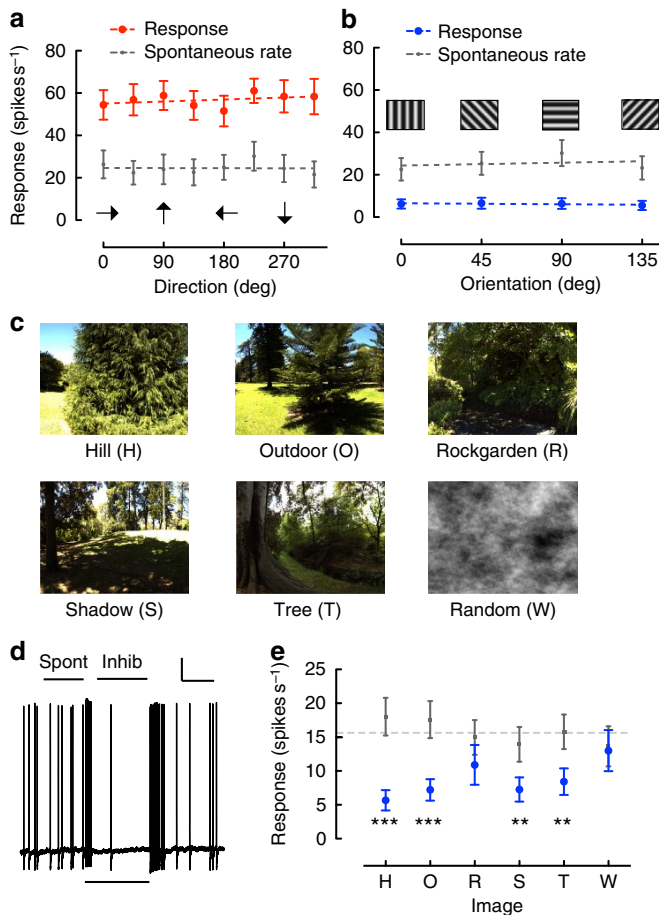 a
Response
Spontaneous rate
Response (spikes s⁻¹)
80
60
40
20
0
0 90 180 270
Direction (deg)
b
Response
Spontaneous rate
80
60
40
20
0
0 45 90 135
Orientation (deg)
c
Hill (H) Outdoor (O) Rockgarden (R)
Shadow (S) Tree (T) Random (W)
d
Spont Inhib
e
Response (spikes s⁻¹)
25
20
15
10
5
0
*** *** ** **
H O R S T W
Image